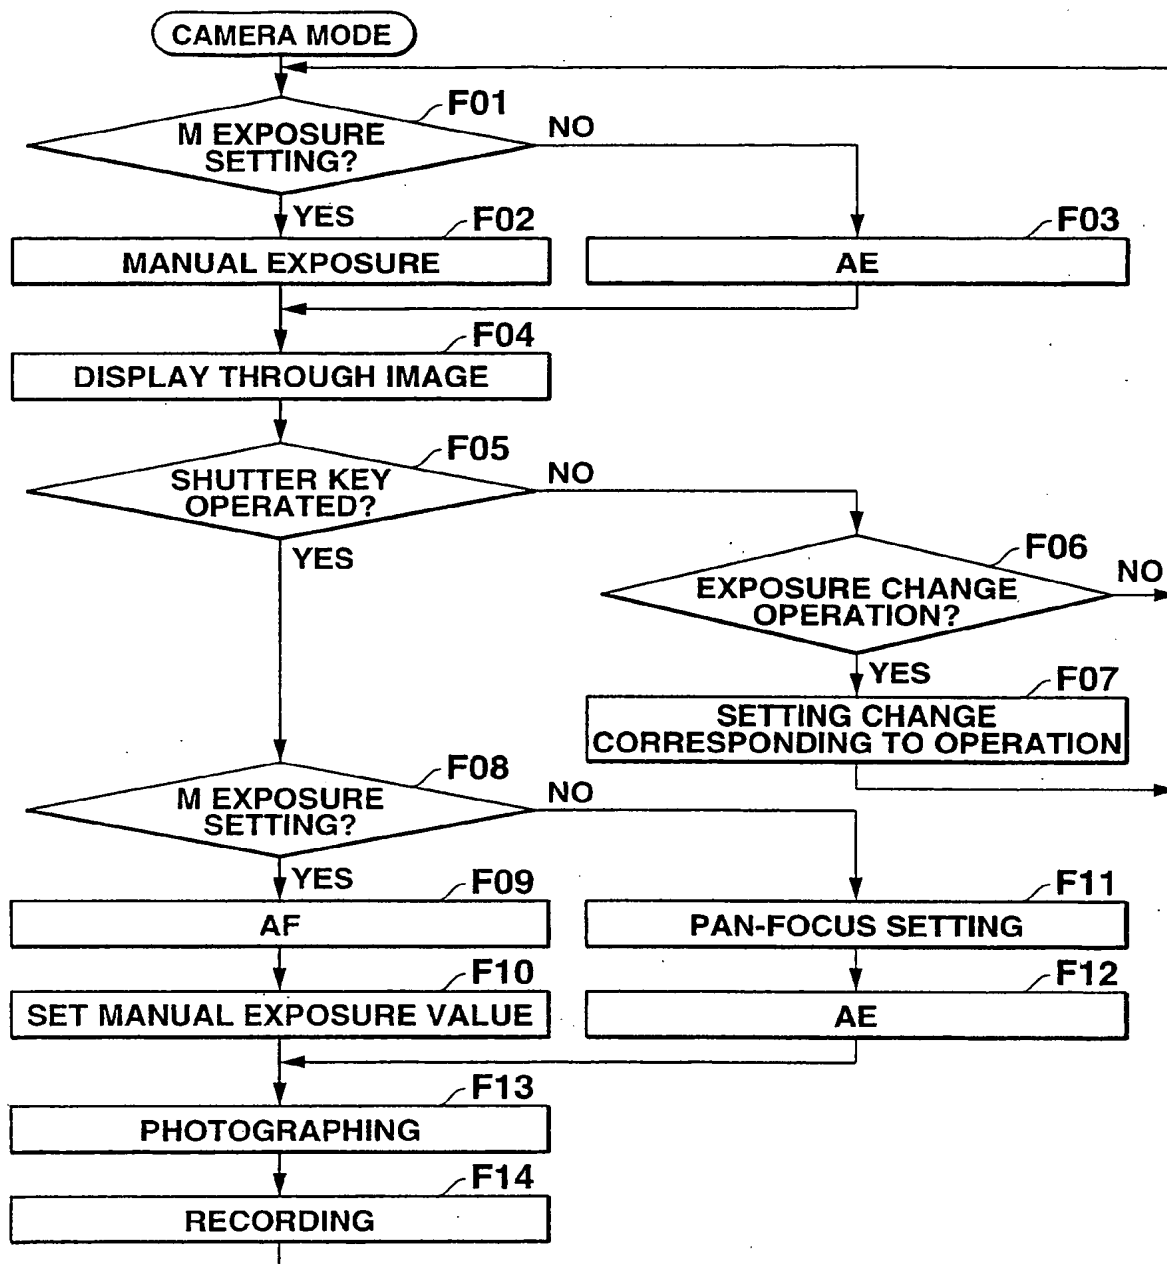 CAMERA MODE
F01
M EXPOSURE
SETTING?
NO
YES
F02
MANUAL EXPOSURE
F03
AE
F04
DISPLAY THROUGH IMAGE
F05
SHUTTER KEY
OPERATED?
NO
YES
F06
EXPOSURE CHANGE
OPERATION?
NO
YES
F07
SETTING CHANGE
CORRESPONDING TO OPERATION
F08
M EXPOSURE
SETTING?
NO
YES
F09
AF
F11
PAN-FOCUS SETTING
F10
SET MANUAL EXPOSURE VALUE
F12
AE
F13
PHOTOGRAPHING
F14
RECORDING